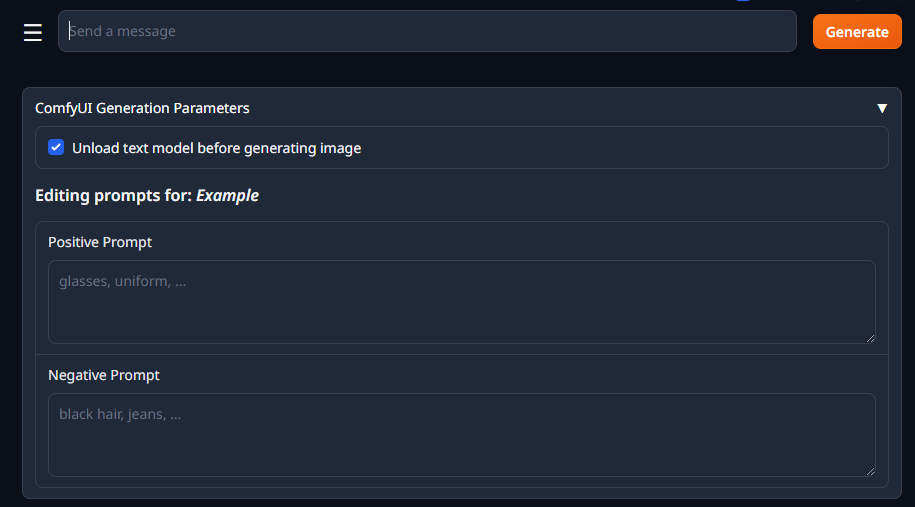 Send a message
Generate
ComfyUI Generation Parameters
Unload text model before generating image
Editing prompts for: Example
Positive Prompt
glasses, uniform, ...
Negative Prompt
black hair, jeans, ...